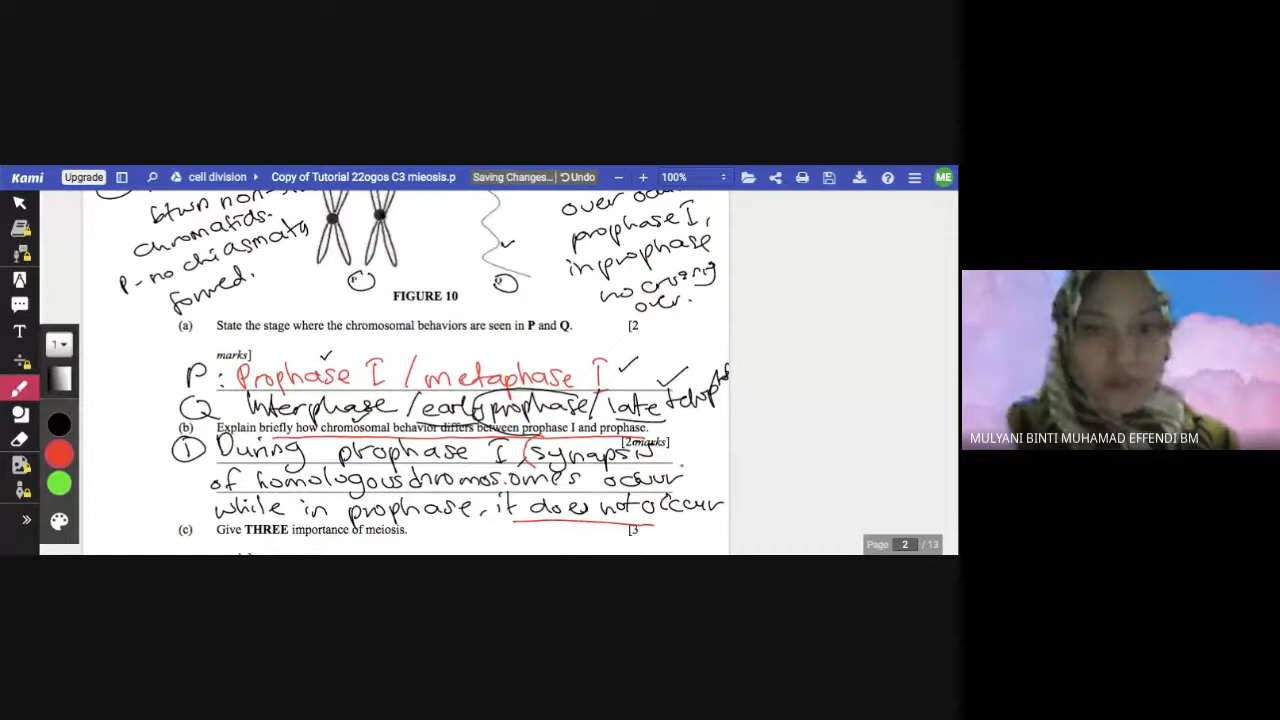 Kami
Upgrade
cell division
Copy of Tutorial 22ogos C3 mieosis.p
Saving Changes...
Undo
100%
ME
btwn non-
chromatids.
P - no chiasmata
formed.
P
Q
over
prophase I,
in prophase
no crossing
over.
FIGURE 10
(a) State the stage where the chromosomal behaviors are seen in P and Q. [2
marks]
P : Prophase I / metaphase I
Q Interphase / early prophase / late
(b) Explain briefly how chromosomal behavior differs between prophase I and prophase.
[2marks]
① During prophase I, synapsis
of homologous chromosomes occur
while in prophase, it does not occur
(c) Give THREE importance of meiosis. [3
T
1
Page 2 / 13
MULYANI BINTI MUHAMAD EFFENDI BM